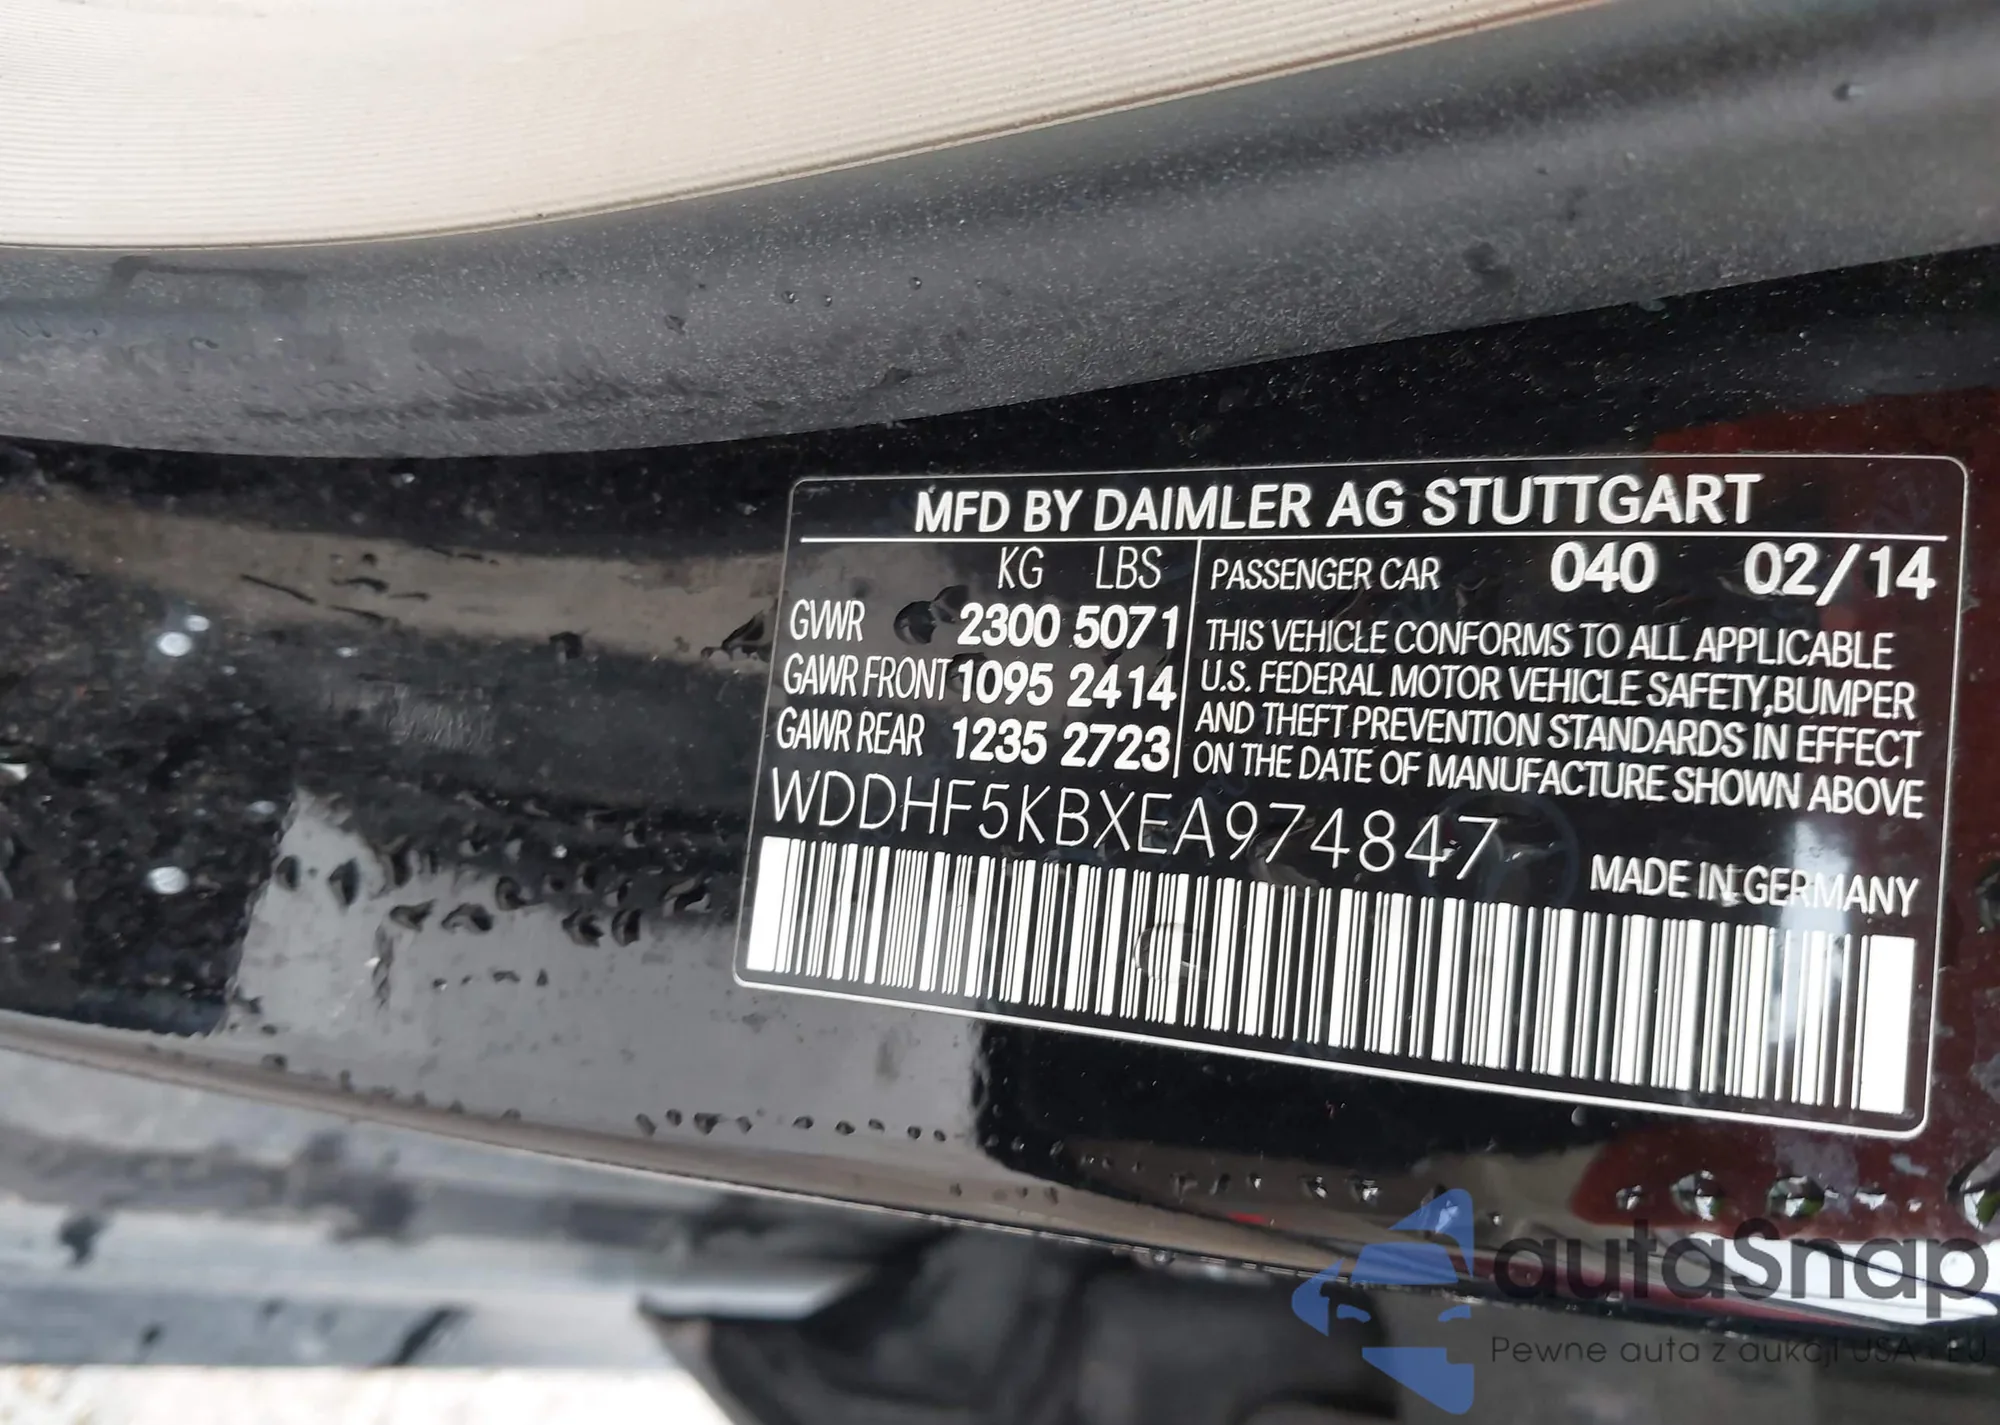 MFD BY DAIMLER AG STUTTGART
KG LBS
GVWR 2300 5071
GAWR FRONT 1095 2414
GAWR REAR 1235 2723
PASSENGER CAR 040 02/14
THIS VEHICLE CONFORMS TO ALL APPLICABLE
U.S. FEDERAL MOTOR VEHICLE SAFETY,BUMPER
AND THEFT PREVENTION STANDARDS IN EFFECT
ON THE DATE OF MANUFACTURE SHOWN ABOVE
WDDHF5KBXEA974847
MADE IN GERMANY
autaSnap
Pewne auta z aukcji USA i EU